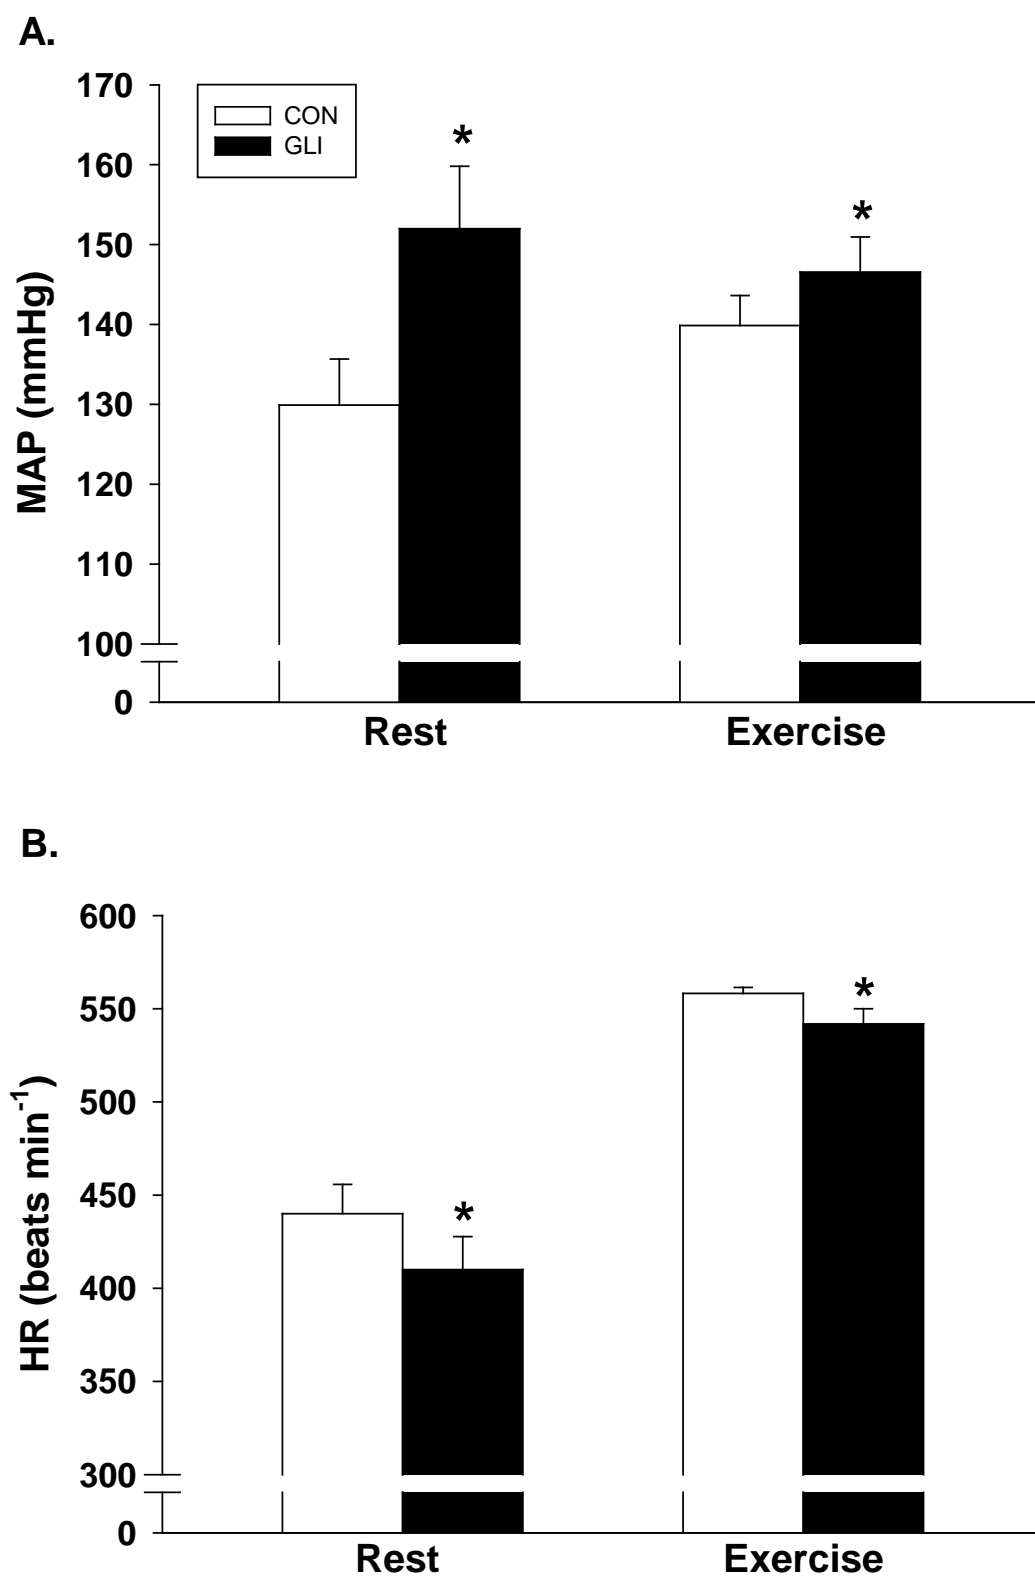 A.
170
160
150
140
130
120
110
100
0
MAP (mmHg)
CON
GLI
*
*
Rest Exercise
B.
600
550
500
450
400
350
300
0
HR (beats min⁻¹)
*
*
Rest Exercise